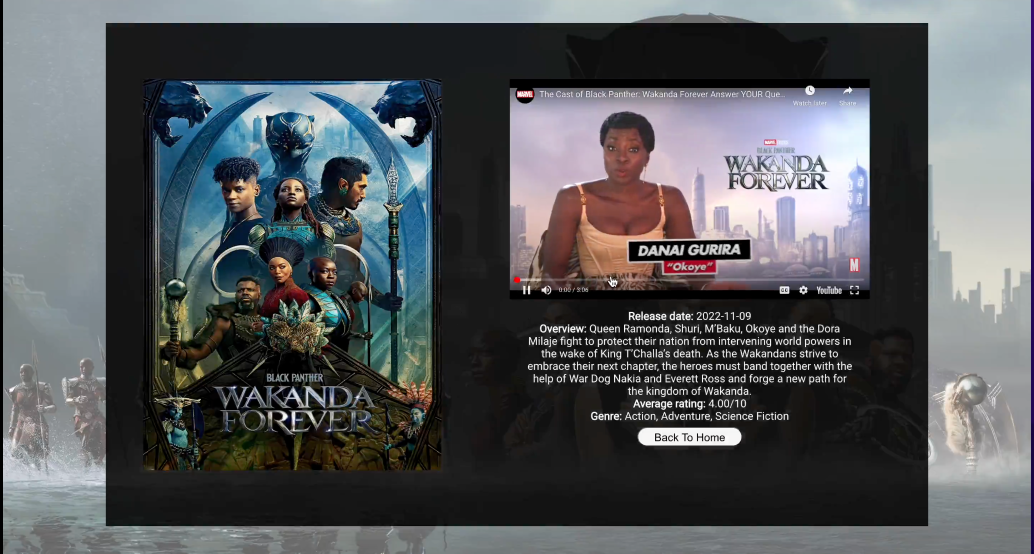 BLACK PANTHER
WAKANDA
FOREVER
MARVEL
The Cast of Black Panther: Wakanda Forever Answer YOUR Que...
Watch later
Share
BLACK PANTHER
WAKANDA
FOREVER
DANAI GURIRA
"Okoye"
M
0:00 / 3:06
CC
YouTube
Release date: 2022-11-09
Overview: Queen Ramonda, Shuri, M'Baku, Okoye and the Dora
Milaje fight to protect their nation from intervening world powers in
the wake of King T'Challa's death. As the Wakandans strive to
embrace their next chapter, the heroes must band together with the
help of War Dog Nakia and Everett Ross and forge a new path for
the kingdom of Wakanda.
Average rating: 4.00/10
Genre: Action, Adventure, Science Fiction
Back To Home